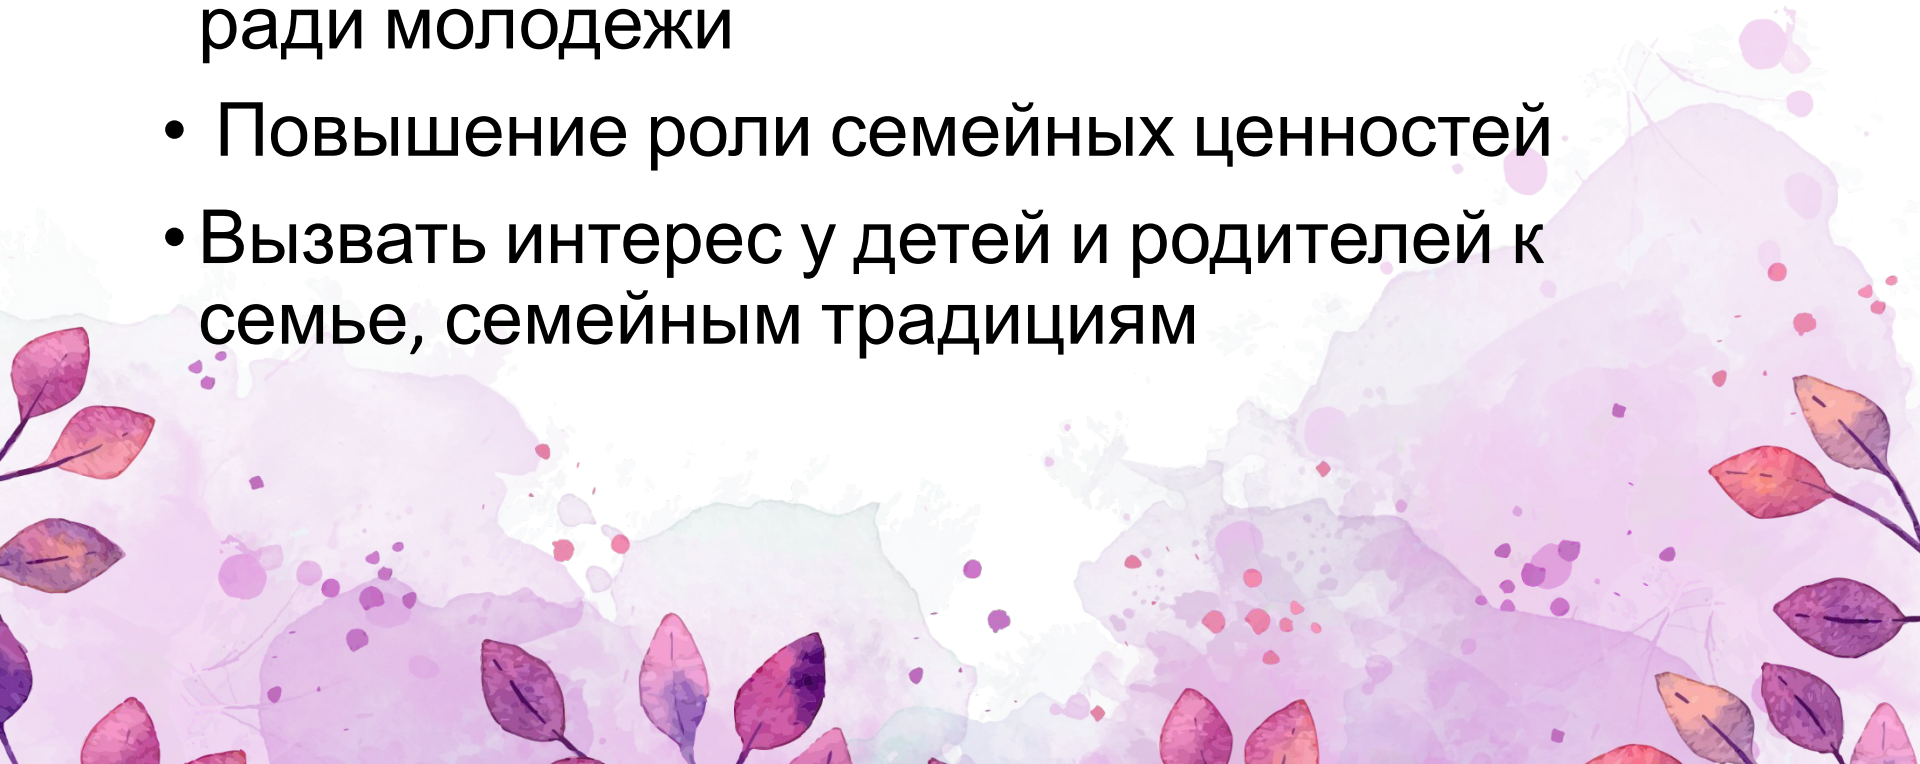 ради молодежи
• Повышение роли семейных ценностей
• Вызвать интерес у детей и родителей к
семье, семейным традициям